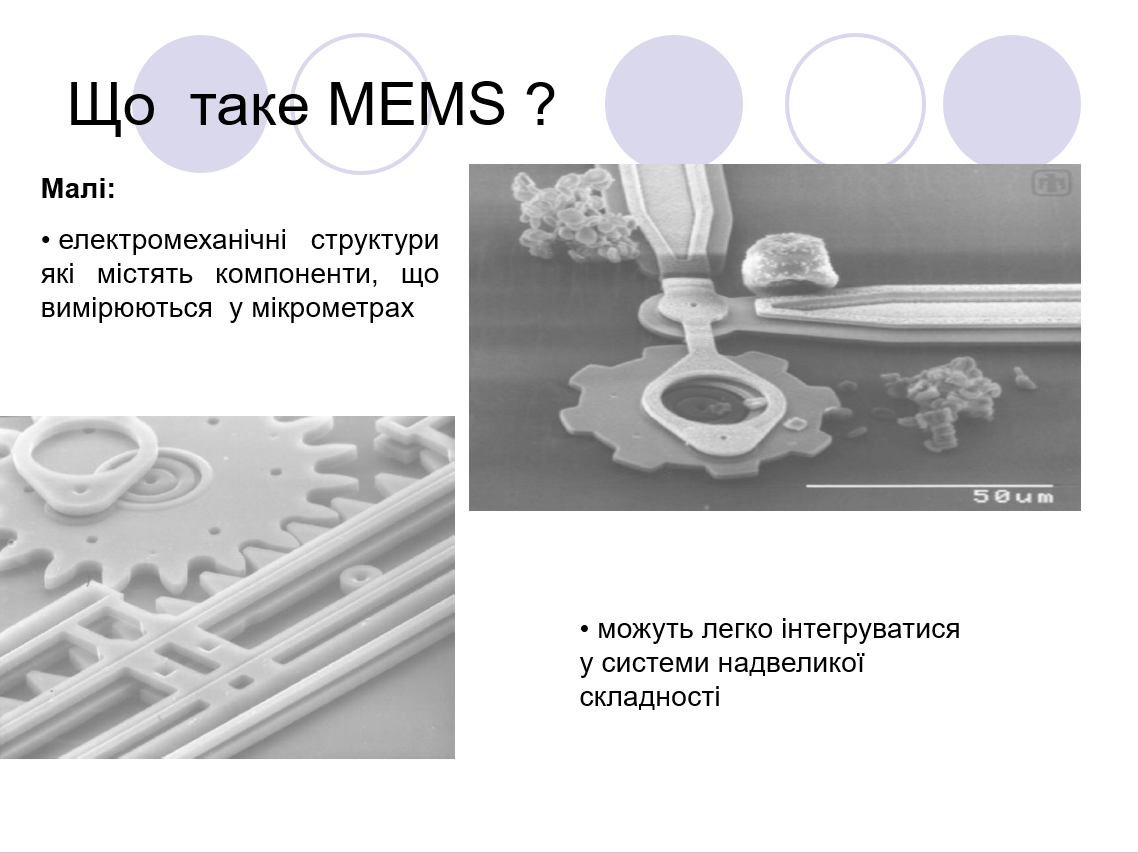 Що таке MEMS ?
Малі:
• електромеханічні структури
які містять компоненти, що
вимірюються у мікрометрах
50um
• можуть легко інтегруватися
у системи надвеликої
складності